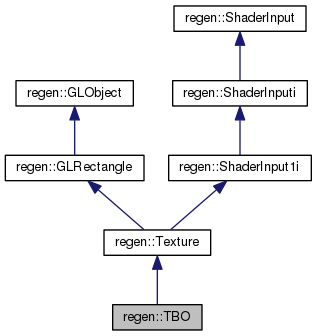 regen::ShaderInput
regen::GLObject
regen::ShaderInputi
regen::GLRectangle
regen::ShaderInput1i
regen::Texture
regen::TBO